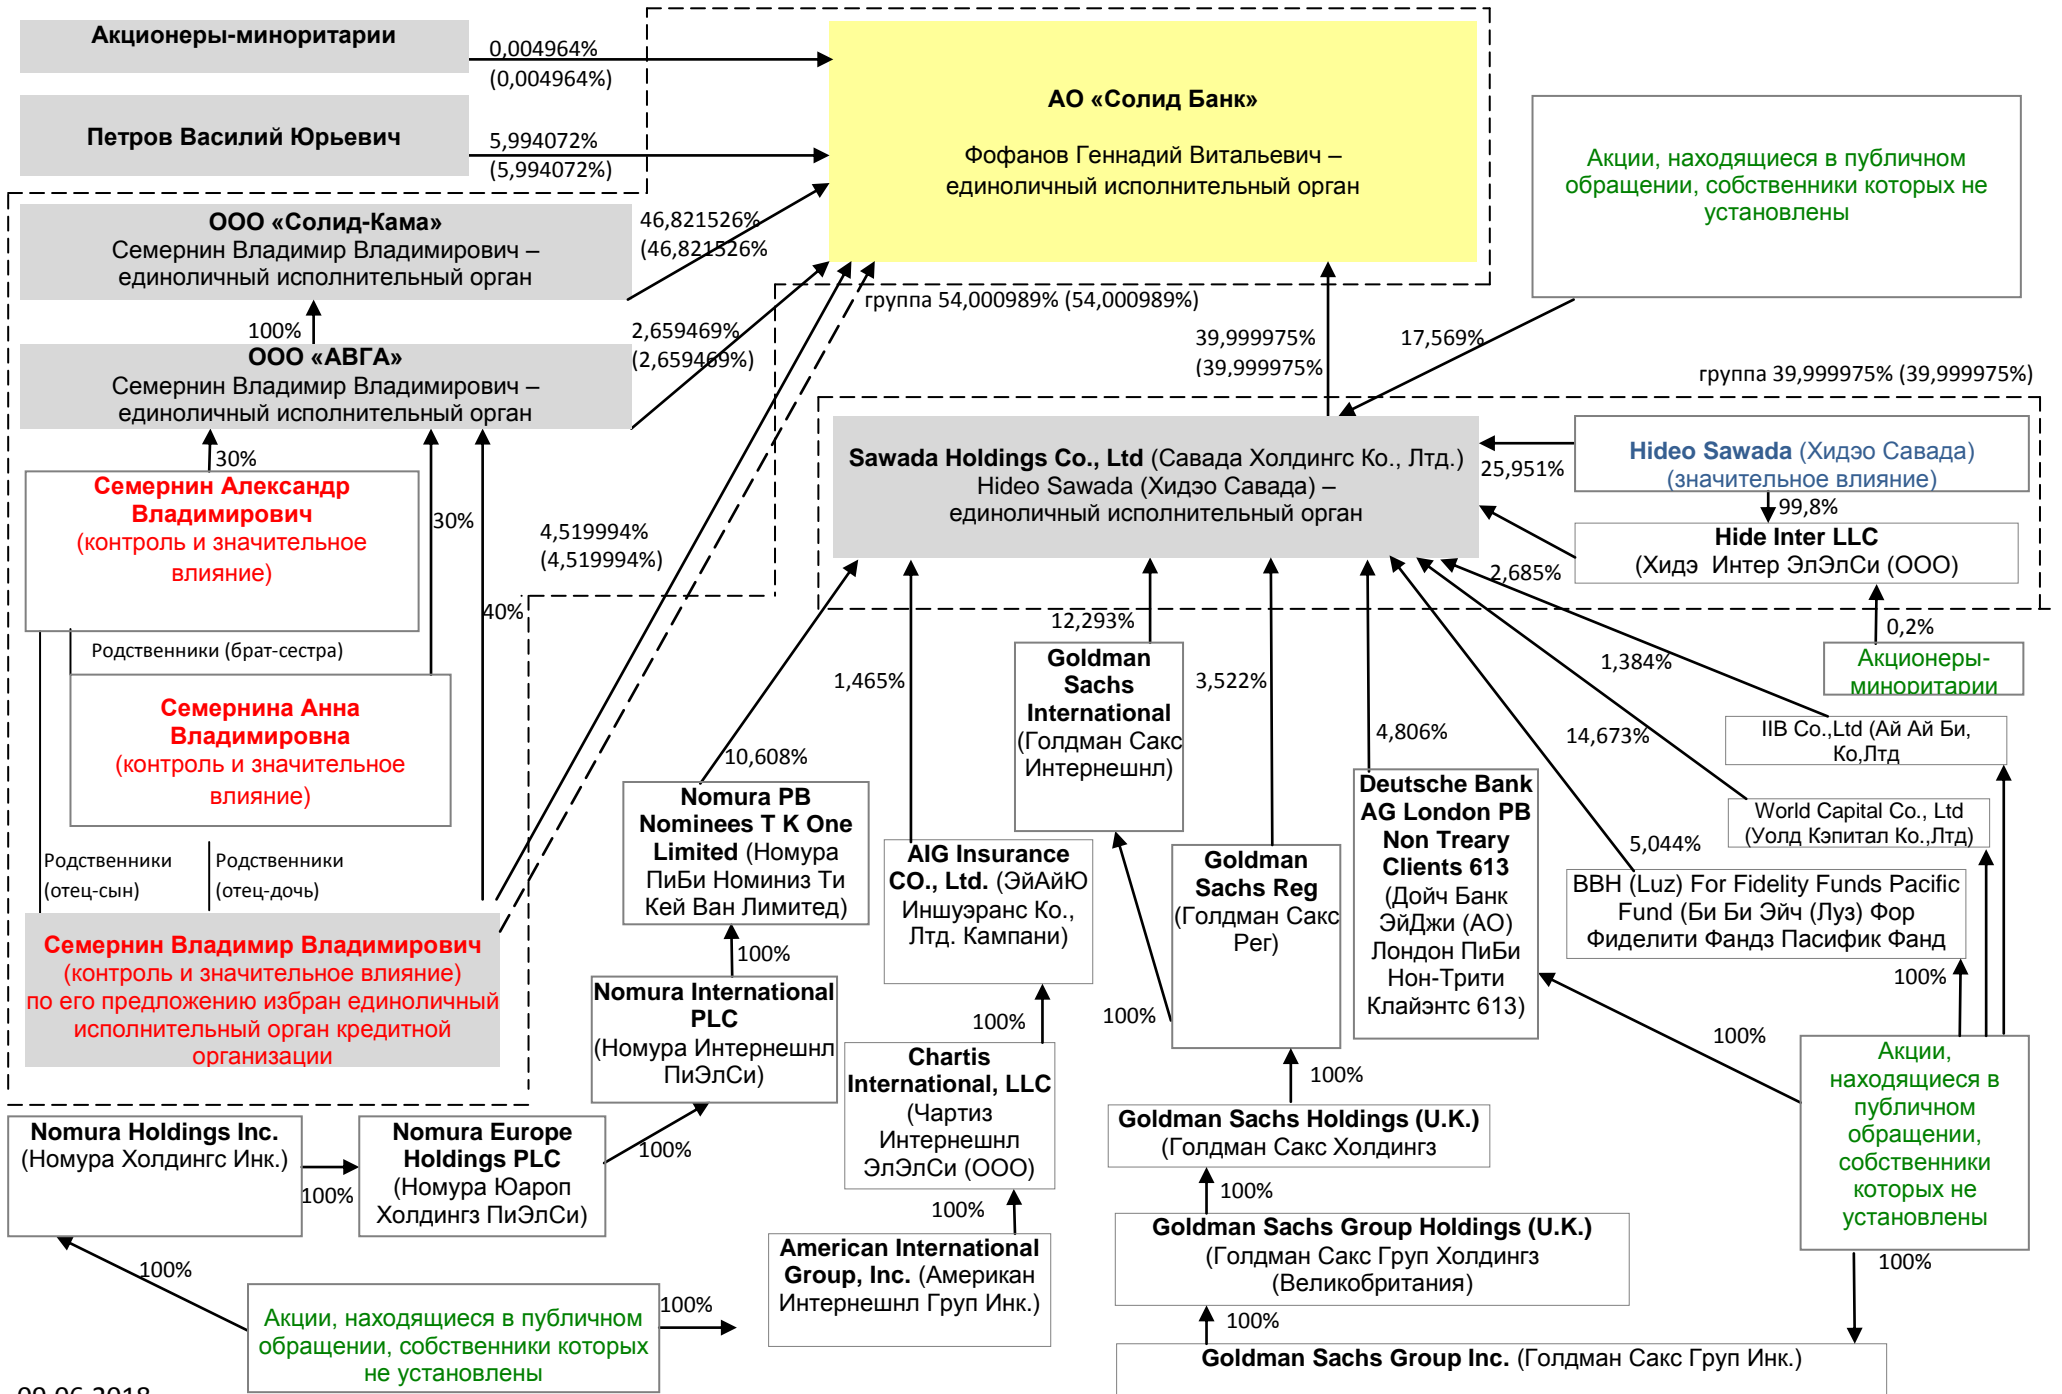 Акционеры-миноритарии
0,004964%
(0,004964%)
Петров Василий Юрьевич
5,994072%
(5,994072%)
АО «Солид Банк»
Фофанов Геннадий Витальевич –
единоличный исполнительный орган
Акции, находящиеся в публичном
обращении, собственники которых не
установлены
ООО «Солид-Кама»
Семернин Владимир Владимирович –
единоличный исполнительный орган
46,821526%
(46,821526%
100%
ООО «АВГА»
Семернин Владимир Владимирович –
единоличный исполнительный орган
2,659469%
(2,659469%)
группа 54,000989% (54,000989%)
39,999975%
(39,999975%
17,569%
группа 39,999975% (39,999975%)
30%
Семернин Александр
Владимирович
(контроль и значительное
влияние)
30%
40%
4,519994%
(4,519994%)
Sawada Holdings Co., Ltd (Савада Холдингс Ко., Лтд.)
Hideo Sawada (Хидэо Савада) –
единоличный исполнительный орган
25,951%
Hideo Sawada (Хидэо Савада)
(значительное влияние)
99,8%
Hide Inter LLC
(Хидэ Интер ЭлЭлСи (ООО)
2,685%
0,2%
Акционеры-
миноритарии
Родственники (брат-сестра)
Семернина Анна
Владимировна
(контроль и значительное
влияние)
Родственники
(отец-сын)
Родственники
(отец-дочь)
Семернин Владимир Владимирович
(контроль и значительное влияние)
по его предложению избран единоличный
исполнительный орган кредитной
организации
10,608%
1,465%
12,293%
3,522%
4,806%
5,044%
14,673%
1,384%
Nomura PB
Nominees T K One
Limited (Номура
ПиБи Номиниз Ти
Кей Ван Лимитед)
AIG Insurance
CO., Ltd. (ЭйАйЮ
Иншуэранс Ко.,
Лтд. Кампани)
Goldman
Sachs
International
(Голдман Сакс
Интернешнл)
Goldman
Sachs Reg
(Голдман Сакс
Рег)
Deutsche Bank
AG London PB
Non Treary
Clients 613
(Дойч Банк
ЭйДжи (АО)
Лондон ПиБи
Нон-Трити
Клайэнтс 613)
IIB Co.,Ltd (Ай Ай Би,
Ко,Лтд
World Capital Co., Ltd
(Уолд Кэпитал Ко.,Лтд)
BBH (Luz) For Fidelity Funds Pacific
Fund (Би Би Эйч (Луз) Фор
Фиделити Фандз Пасифик Фанд
100%
100%
Nomura International
PLC
(Номура Интернешнл
ПиЭлСи)
100%
Chartis
International, LLC
(Чартиз
Интернешнл
ЭлЭлСи (ООО)
100%
100%
100%
Акции,
находящиеся в
публичном
обращении,
собственники
которых не
установлены
100%
Goldman Sachs Holdings (U.K.)
(Голдман Сакс Холдингз
100%
Nomura Holdings Inc.
(Номура Холдингс Инк.)
100%
Nomura Europe
Holdings PLC
(Номура Юароп
Холдингз ПиЭлСи)
100%
100%
American International
Group, Inc. (Американ
Интернешнл Груп Инк.)
Goldman Sachs Group Holdings (U.K.)
(Голдман Сакс Груп Холдингз
(Великобритания)
100%
100%
Акции, находящиеся в публичном
обращении, собственники которых
не установлены
100%
100%
Goldman Sachs Group Inc. (Голдман Сакс Груп Инк.)
09.06.2018